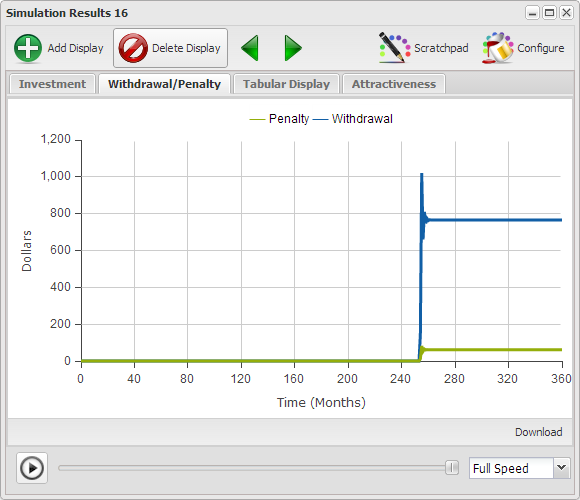 Simulation Results 16
Add Display Delete Display Scratchpad Configure
Investment Withdrawal/Penalty Tabular Display Attractiveness
Penalty Withdrawal
1,200
1,000
800
600
400
200
0
Dollars
0 40 80 120 160 200 240 280 320 360
Time (Months)
Download
Full Speed